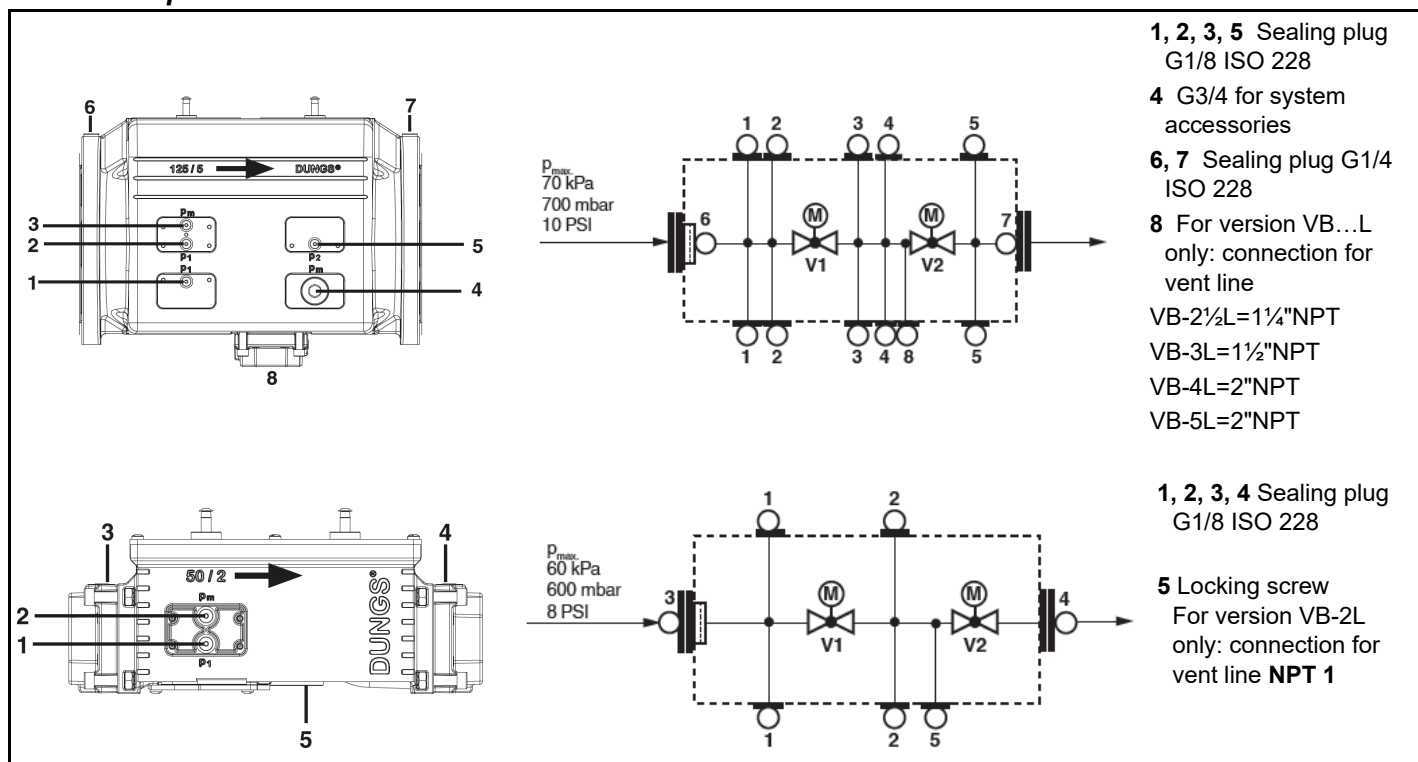 6
7
125 / 5
DUNGS®
Pm
3
2
P1
P1
1
P2
5
Pm
4
8
Pmax.
70 kPa
700 mbar
10 PSI
1 2 3 4 5
6
M
V1
M
V2
7
1 2 3 4 8 5
1, 2, 3, 5 Sealing plug
G1/8 ISO 228
4 G3/4 for system
accessories
6, 7 Sealing plug G1/4
ISO 228
8 For version VB…L
only: connection for
vent line
VB-2½L=1¼"NPT
VB-3L=1½"NPT
VB-4L=2"NPT
VB-5L=2"NPT
3
4
50 / 2
Pm
2
1
P1
DUNGS®
5
Pmax.
60 kPa
600 mbar
8 PSI
1 2
3
M
V1
M
V2
4
1 2 5
1, 2, 3, 4 Sealing plug
G1/8 ISO 228
5 Locking screw
For version VB-2L
only: connection for
vent line NPT 1